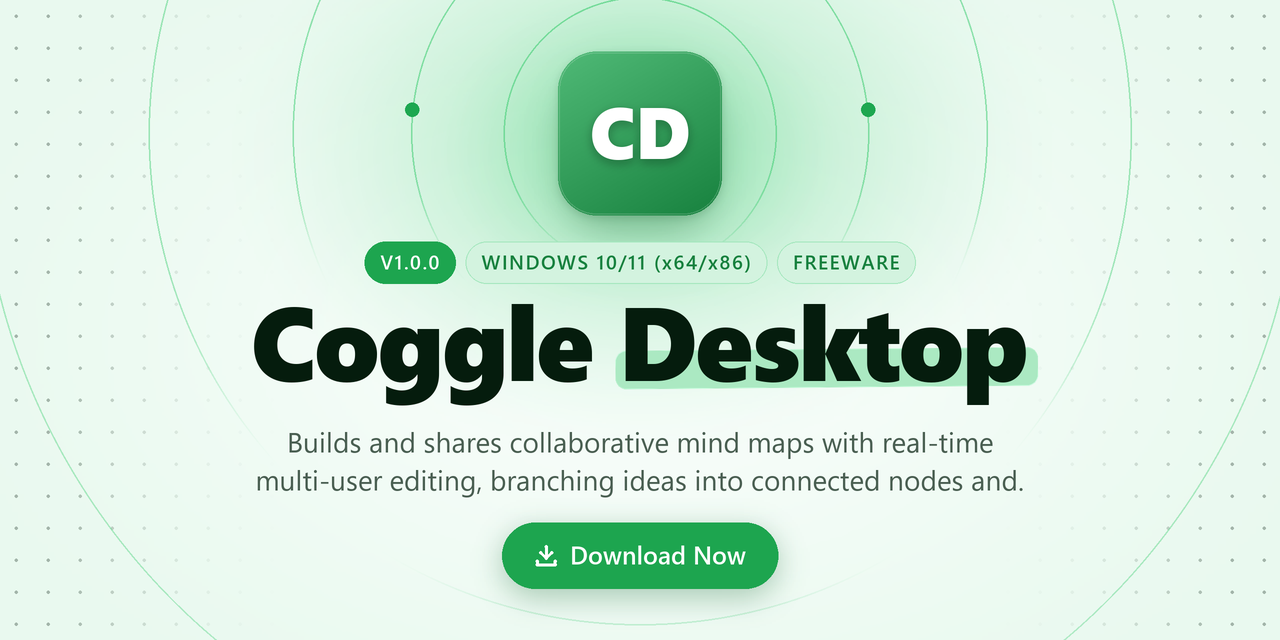 CD
V1.0.0 WINDOWS 10/11 (x64/x86) FREEWARE
Coggle Desktop
Builds and shares collaborative mind maps with real-time
multi-user editing, branching ideas into connected nodes and.
Download Now